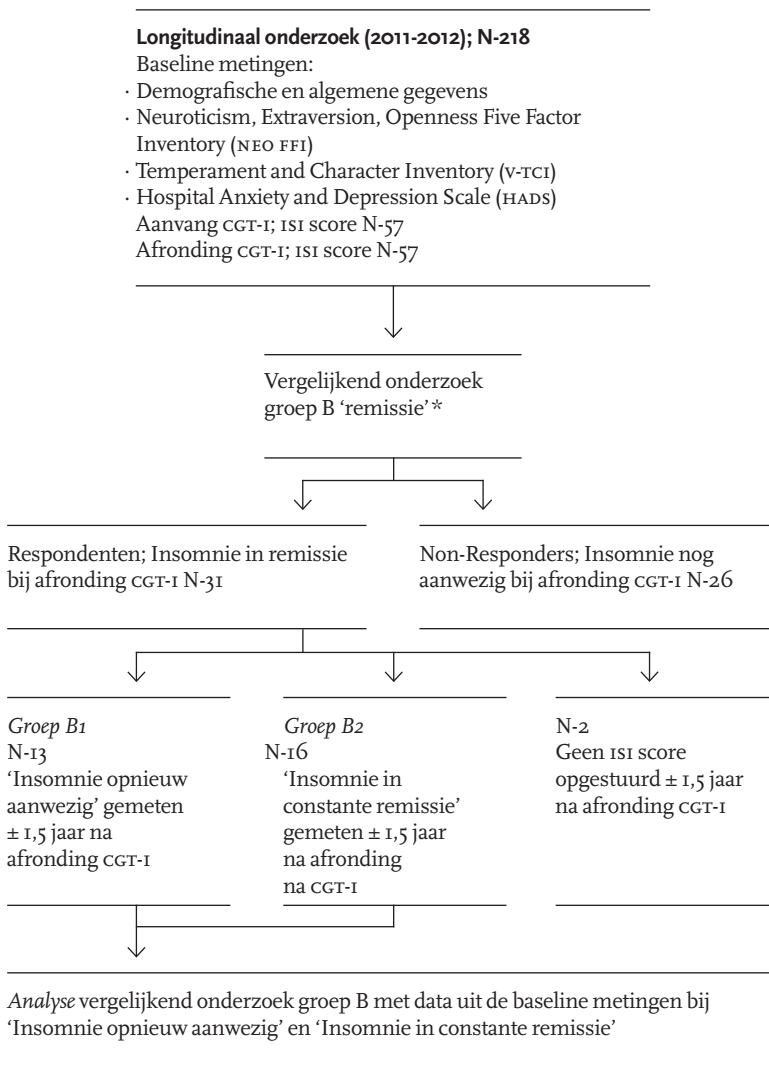 Longitudinaal onderzoek (2011-2012); N-218
Baseline metingen:
· Demografische en algemene gegevens
· Neuroticism, Extraversion, Openness Five Factor
Inventory (NEO FFI)
· Temperament and Character Inventory (V-TCI)
· Hospital Anxiety and Depression Scale (HADS)
Aanvang CGT-I; ISI score N-57
Afronding CGT-I; ISI score N-57
Vergelijkend onderzoek
groep B ‘remissie’*
Respondenten; Insomnie in remissie
bij afronding CGT-I N-31
Non-Responders; Insomnie nog
aanwezig bij afronding CGT-I N-26
Groep B1
N-13
‘Insomnie opnieuw
aanwezig’ gemeten
± 1,5 jaar na
afronding CGT-I
Groep B2
N-16
‘Insomnie in
constante remissie’
gemeten ± 1,5 jaar
na afronding
na CGT-I
N-2
Geen ISI score
opgestuurd ± 1,5 jaar
na afronding CGT-I
Analyse vergelijkend onderzoek groep B met data uit de baseline metingen bij
‘Insomnie opnieuw aanwezig’ en ‘Insomnie in constante remissie’